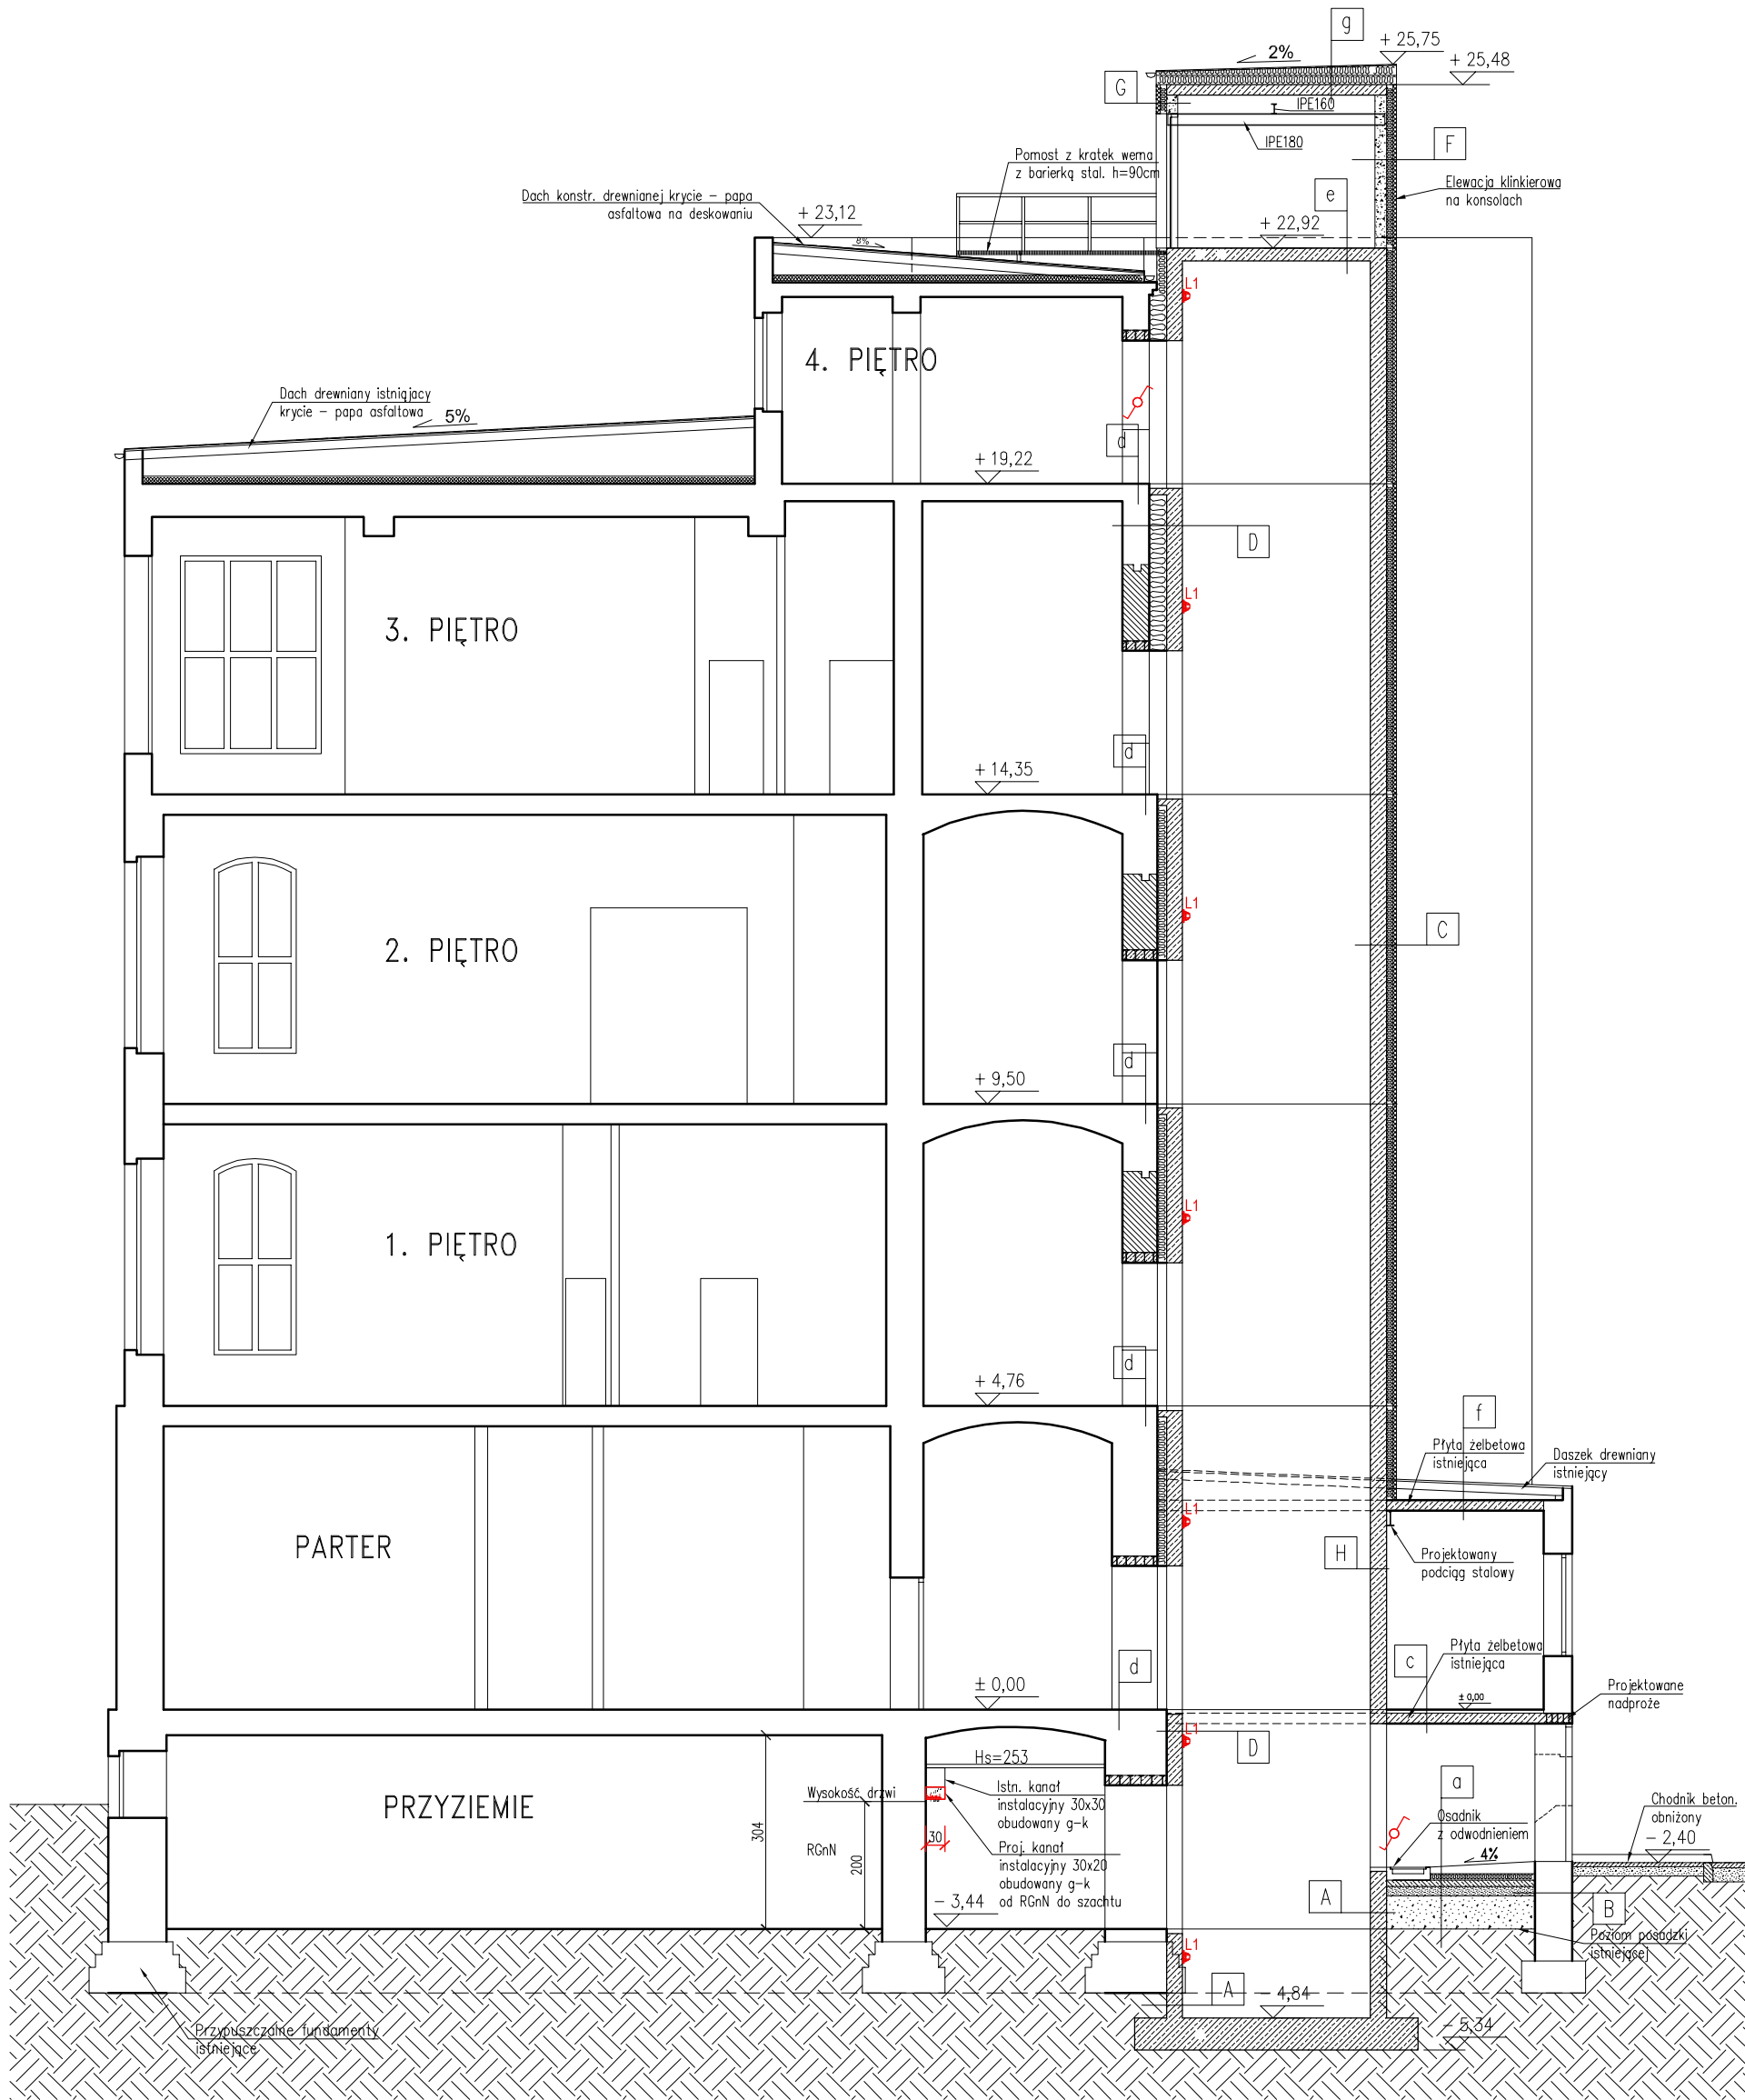 g
+ 25,75
2%
+ 25,48
G
IPE160
IPE180
F
Pomost z kratek wema
z barierką stal. h=90cm
Dach konstr. drewnianej krycie – papa
asfaltowa na deskowaniu
Elewacja klinkierowa
na konsolach
e
+ 23,12
+ 22,92
8%
L1
4. PIĘTRO
Dach drewniany istniąjacy
krycie – papa asfaltowa
5%
d
+ 19,22
D
L1
3. PIĘTRO
d
+ 14,35
L1
C
2. PIĘTRO
d
+ 9,50
L1
1. PIĘTRO
d
+ 4,76
f
Płyta żelbetowa
istniejąca
Daszek drewniany
istniejący
L1
PARTER
H
Projektowany
podciąg stalowy
d
c
Płyta żelbetowa
istniejąca
± 0,00
± 0,00
Projektowane
nadproże
L1
D
Hs=253
a
Wysokość drzwi
Istn. kanał
instalacyjny 30x30
obudowany g-k
PRZYZIEMIE
304
RGnN
200
30
Proj. kanał
instalacyjny 30x20
obudowany g-k
od RGnN do szachtu
Osadnik
z odwodnieniem
4%
Chodnik beton.
obniżony
– 2,40
– 3,44
A
B
Poziom posadzki
istniejącej
L1
A
– 4,84
– 5,34
Przypuszczalne fundamenty
istniejące